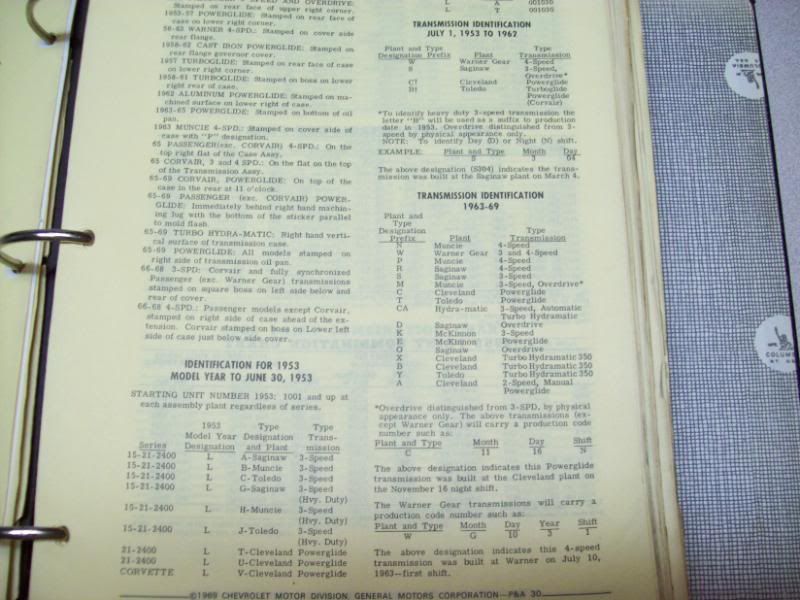 SPEED AND OVERDRIVE:
Stamped on rear face of upper right corner.
1953-57 POWERGLIDE: Stamped on rear face of case
on lower right corner.
58-63 WARNER 4-SPD.: Stamped on cover side
rear flange.
1958-62 CAST IRON POWERGLIDE: Stamped on
rear flange governor cover.
1957 TURBOGLIDE: Stamped on rear face of case
on lower right corner.
1958-61 TURBOGLIDE: Stamped on boss on lower
right rear of case.
1962 ALUMINUM POWERGLIDE: Stamped on ma-
chined surface on lower right of case.
1963-65 POWERGLIDE: Stamped on bottom of oil
pan.
1963 MUNCIE 4-SPD.: Stamped on cover side of
case with "P" designation.
65 PASSENGER(exc. CORVAIR) 4-SPD.: On the
top right flat of the Case Assy.
65 CORVAIR, 3 and 4 SPD.: On the flat on top
of the Transmission Assy.
65-69 CORVAIR, POWERGLIDE: On top of the
case in the rear at 11 o'clock.
65-69 PASSENGER (exc. CORVAIR) POWER-
GLIDE: Immediately behind right hand machin-
ing lug with the bottom of the sticker parallel
to mold flash.
65-69 TURBO HYDRA-MATIC: Right hand verti-
cal surface of transmission case.
65-69 POWERGLIDE: All models stamped on
right side of transmission oil pan.
66-68 3-SPD: Corvair and fully synchronized
Passenger (exc. Warner Gear) transmissions
stamped on square boss on left side below and
rear of cover.
66-68 4-SPD.: Passenger models except Corvair,
stamped on right side of case ahead of the ex-
tension. Corvair stamped on boss on Lower left
side of case just below side cover.
IDENTIFICATION FOR 1953
MODEL YEAR TO JUNE 30, 1953
STARTING UNIT NUMBER 1953: 1001 and up at
each assembly plant regardless of series.
1953 Type Type
Model Year Designation Trans-
Series Designation and Plant mission
15-21-2400 L A-Saginaw 3-Speed
15-21-2400 L B-Muncie 3-Speed
15-21-2400 L C-Toledo 3-Speed
15-21-2400 L G-Saginaw 3-Speed
(Hvy. Duty)
15-21-2400 L H-Muncie 3-Speed
(Hvy. Duty)
15-21-2400 L J-Toledo 3-Speed
(Hvy. Duty)
21-2400 L T-Cleveland Powerglide
21-2400 L U-Cleveland Powerglide
CORVETTE L V-Cleveland Powerglide
L A 001030
L T 001030
TRANSMISSION IDENTIFICATION
JULY 1, 1953 TO 1962
Plant and Type Type
Designation Prefix Plant Transmission
W Warner Gear 4-Speed
S Saginaw 3-Speed,
Overdrive*
C† Cleveland Powerglide
D‡ Toledo Turboglide
Powerglide
(Corvair)
*To identify heavy duty 3-speed transmission the
letter "B" will be used as a suffix to production
date in 1953. Overdrive distinguished from 3-
speed by physical appearance only.
NOTE: To identify Day (D) or Night (N) shift.
EXAMPLE: Plant and Type Month Day
S 3 04
The above designation (S304) indicates the trans-
mission was built at the Saginaw plant on March 4.
TRANSMISSION IDENTIFICATION
1963-69
Plant and
Type
Designation Type
Prefix Plant Transmission
N Muncie 4-Speed
W Warner Gear 3 and 4-Speed
P Muncie 4-Speed
R Saginaw 4-Speed
S Saginaw 3-Speed
M Muncie 3-Speed, Overdrive*
C Cleveland Powerglide
T Toledo Powerglide
CA Hydra-matic 3-Speed, Automatic
Turbo Hydramatic
D Saginaw Overdrive
K McKinnon 3-Speed
E McKinnon Powerglide
O Saginaw Overdrive
X Cleveland Turbo Hydramatic 350
B Cleveland Turbo Hydramatic 350
Y Toledo Turbo Hydramatic 350
A Cleveland 2-Speed, Manual
Powerglide
*Overdrive distinguished from 3-SPD, by physical
appearance only. The above transmissions (ex-
cept Warner Gear) will carry a production code
number such as:
Plant and Type Month Day Shift
C 11 16 N
The above designation indicates this Powerglide
transmission was built at the Cleveland plant on
the November 16 night shift.
The Warner Gear transmissions will carry a
production code number such as:
Plant and Type Month Day Year Shift
W G 10 3 1
The above designation indicates this 4-speed
transmission was built at Warner on July 10,
1963—first shift.
©1969 CHEVROLET MOTOR DIVISION, GENERAL MOTORS CORPORATION—P&A 30